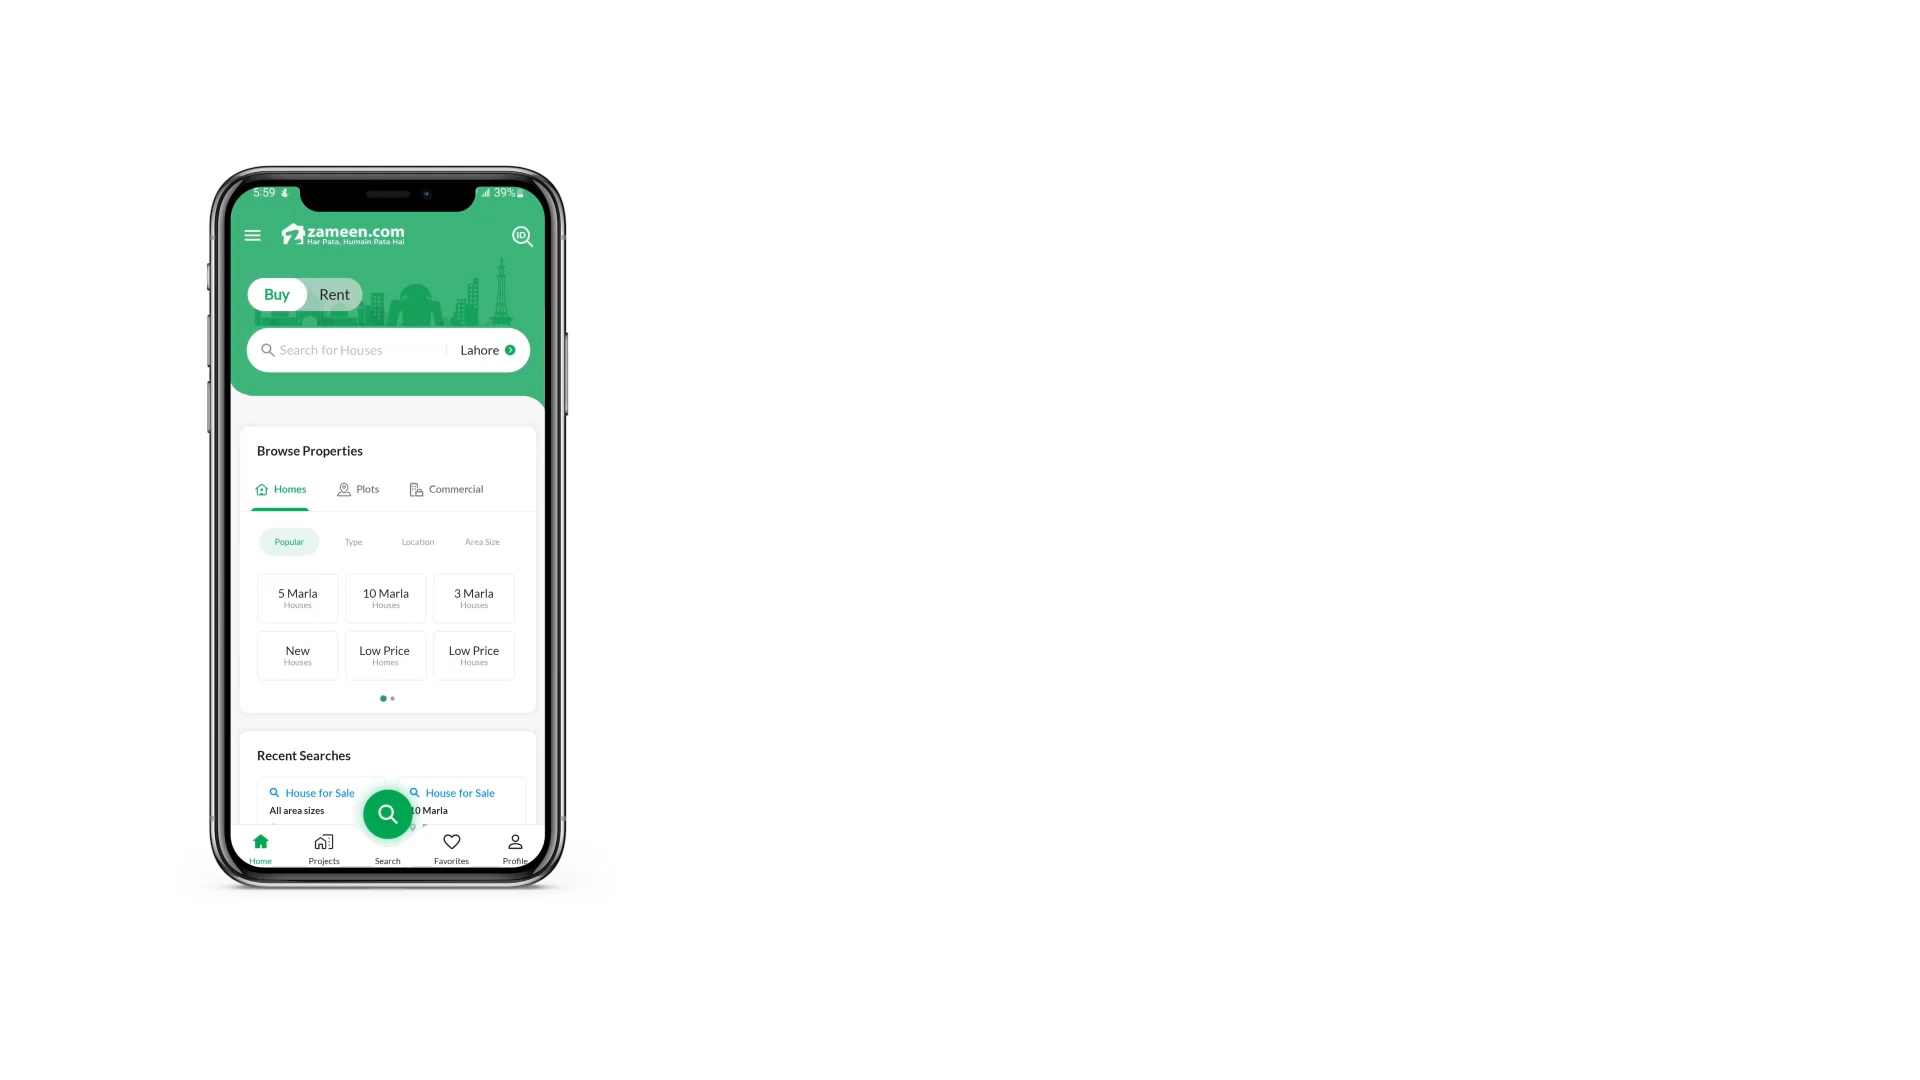 5:59
39%
zameen.com
Har Pata, Humain Pata Hai
ID
Buy Rent
Search for Houses Lahore
Browse Properties
Homes Plots Commercial
Popular Type Location Area Size
5 Marla 10 Marla 3 Marla
Houses Houses Houses
New Low Price Low Price
Houses Homes Houses
Recent Searches
House for Sale House for Sale
All area sizes 10 Marla
Home Projects Search Favorites Profile